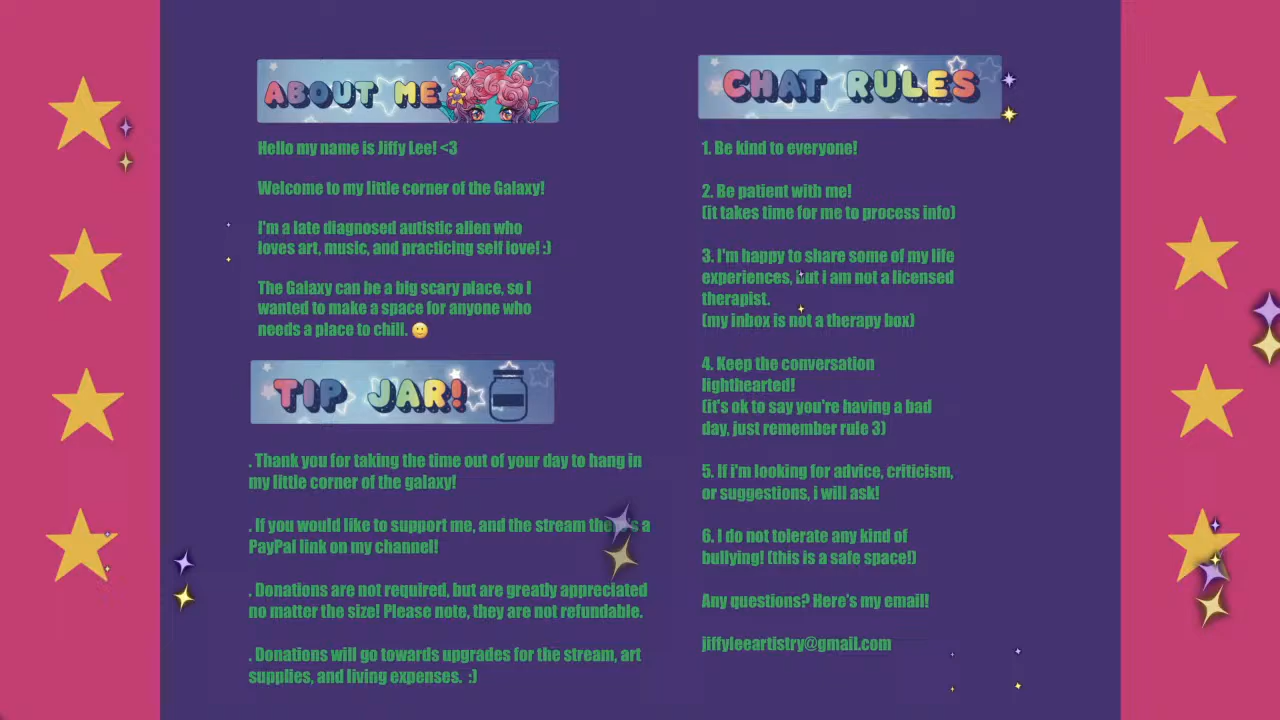 ABOUT ME
Hello my name is Jiffy Lee! <3
Welcome to my little corner of the Galaxy!
I'm a late diagnosed autistic alien who
loves art, music, and practicing self love! :)
The Galaxy can be a big scary place, so I
wanted to make a space for anyone who
needs a place to chill. 🙂
TIP JAR!
. Thank you for taking the time out of your day to hang in
my little corner of the galaxy!
. If you would like to support me, and the stream there's a
PayPal link on my channel!
. Donations are not required, but are greatly appreciated
no matter the size! Please note, they are not refundable.
. Donations will go towards upgrades for the stream, art
supplies, and living expenses.  :)
CHAT RULES
1. Be kind to everyone!
2. Be patient with me!
(it takes time for me to process info)
3. I'm happy to share some of my life
experiences, but i am not a licensed
therapist.
(my inbox is not a therapy box)
4. Keep the conversation
lighthearted!
(it's ok to say you're having a bad
day, just remember rule 3)
5. If i'm looking for advice, criticism,
or suggestions, i will ask!
6. I do not tolerate any kind of
bullying! (this is a safe space!)
Any questions? Here's my email!
jiffyleeartistry@gmail.com